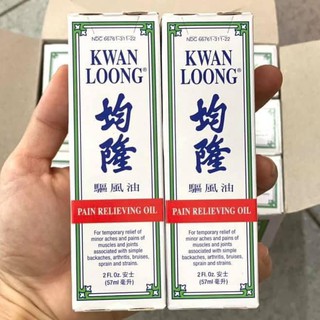 KWAN
LOONG®
均隆
驅風油
PAIN RELIEVING OIL
For temporary relief of
minor aches and pains of
muscles and joints
associated with simple
backaches, arthritis, bruises,
sprain and strains.
2 Fl. Oz. 安士
(57ml 毫升)
KWAN
LOONG®
均隆
驅風油
PAIN RELIEVING OIL
For temporary relief of
minor aches and pains of
muscles and joints
associated with simple
backaches, arthritis, bruises,
sprain and strains.
2 Fl. Oz. 安士
(57ml 毫升)